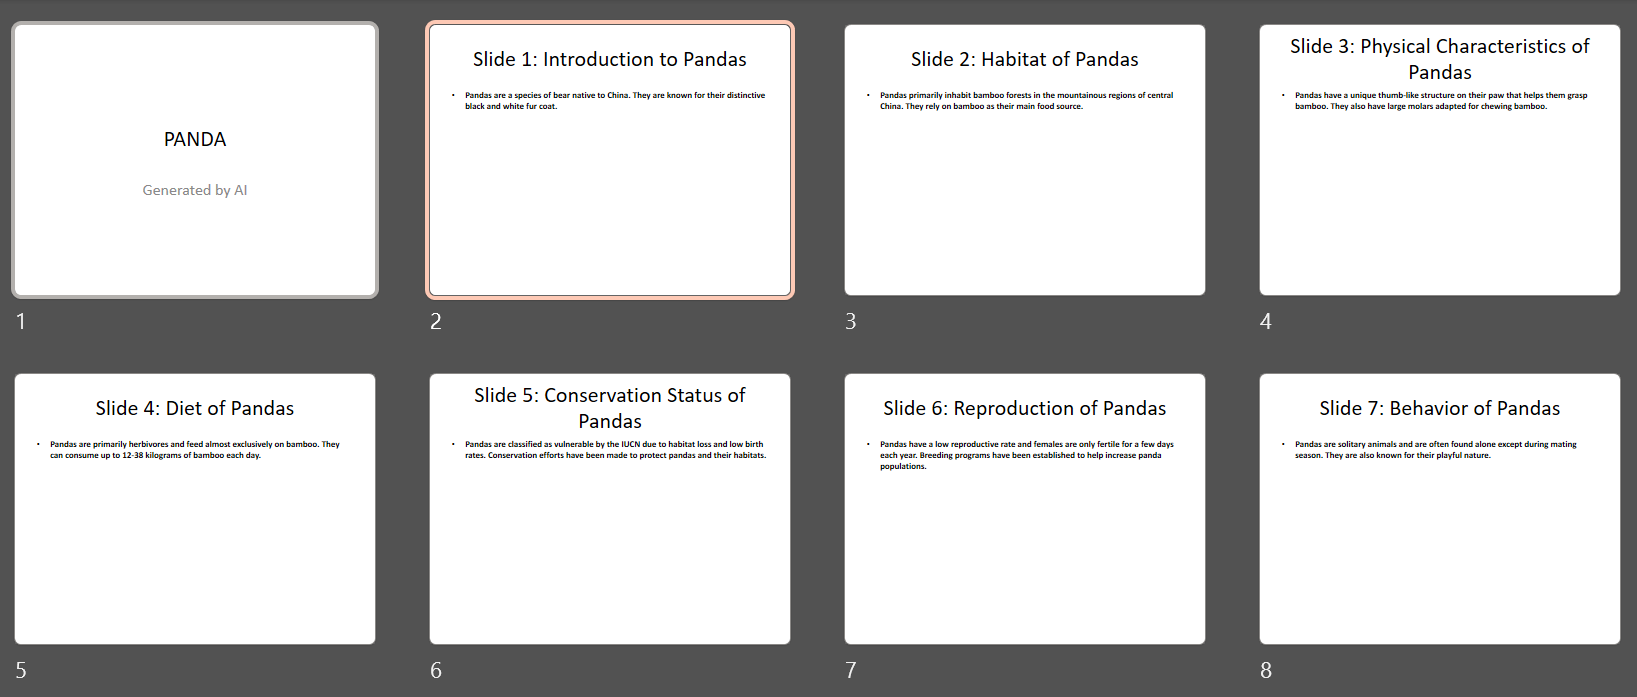 PANDA
Generated by AI
1
Slide 1: Introduction to Pandas
• Pandas are a species of bear native to China. They are known for their distinctive
black and white fur coat.
2
Slide 2: Habitat of Pandas
• Pandas primarily inhabit bamboo forests in the mountainous regions of central
China. They rely on bamboo as their main food source.
3
Slide 3: Physical Characteristics of
Pandas
• Pandas have a unique thumb-like structure on their paw that helps them grasp
bamboo. They also have large molars adapted for chewing bamboo.
4
Slide 4: Diet of Pandas
• Pandas are primarily herbivores and feed almost exclusively on bamboo. They
can consume up to 12-38 kilograms of bamboo each day.
5
Slide 5: Conservation Status of
Pandas
• Pandas are classified as vulnerable by the IUCN due to habitat loss and low birth
rates. Conservation efforts have been made to protect pandas and their habitats.
6
Slide 6: Reproduction of Pandas
• Pandas have a low reproductive rate and females are only fertile for a few days
each year. Breeding programs have been established to help increase panda
populations.
7
Slide 7: Behavior of Pandas
• Pandas are solitary animals and are often found alone except during mating
season. They are also known for their playful nature.
8